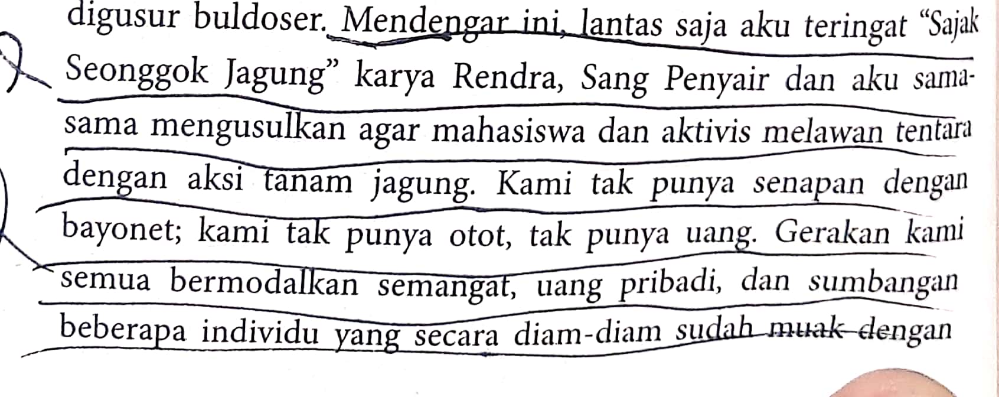 digusur buldoser. Mendengar ini, lantas saja aku teringat “Sajak
Seonggok Jagung” karya Rendra, Sang Penyair dan aku sama-
sama mengusulkan agar mahasiswa dan aktivis melawan tentara
dengan aksi tanam jagung. Kami tak punya senapan dengan
bayonet; kami tak punya otot, tak punya uang. Gerakan kami
semua bermodalkan semangat, uang pribadi, dan sumbangan
beberapa individu yang secara diam-diam sudah muak dengan